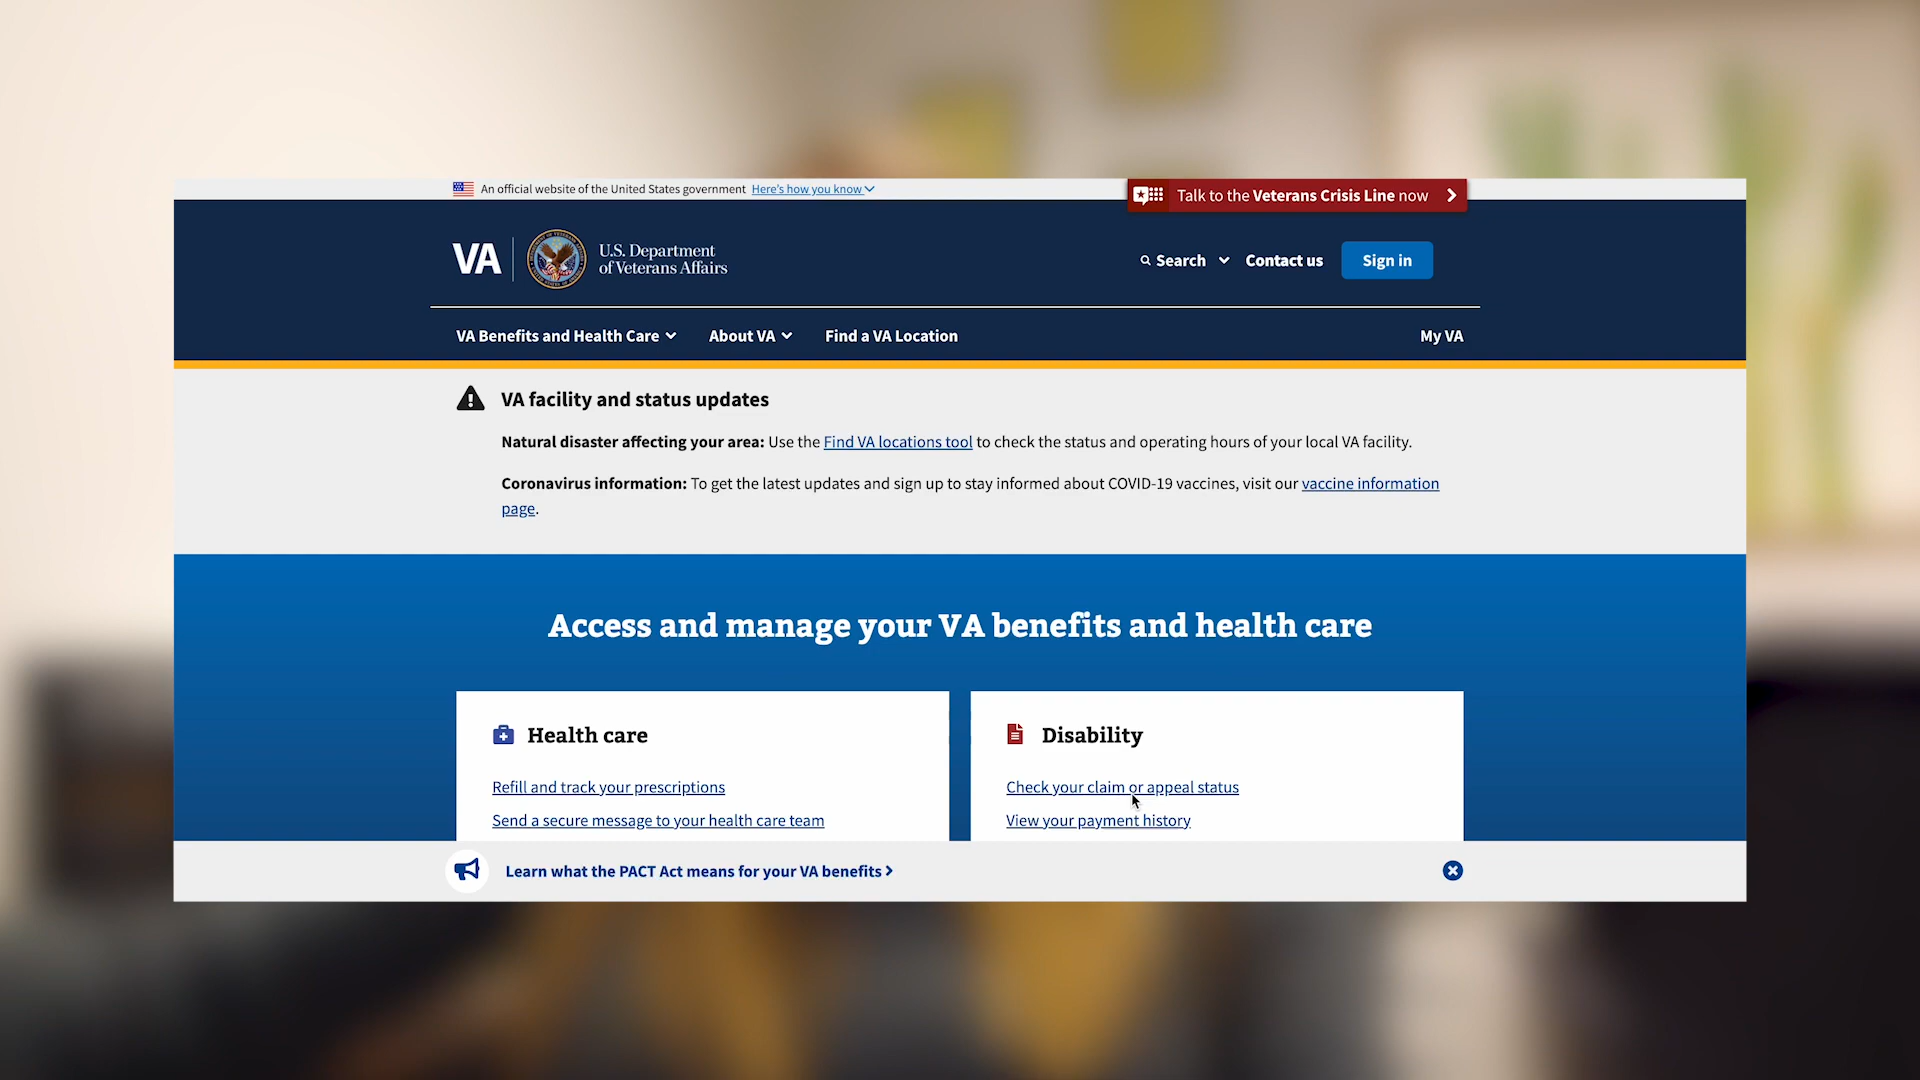 An official website of the United States government Here's how you know
Talk to the Veterans Crisis Line now
VA
U.S. Department
of Veterans Affairs
Search
Contact us
Sign in
VA Benefits and Health Care
About VA
Find a VA Location
My VA
VA facility and status updates
Natural disaster affecting your area: Use the Find VA locations tool to check the status and operating hours of your local VA facility.
Coronavirus information: To get the latest updates and sign up to stay informed about COVID-19 vaccines, visit our vaccine information
page.
Access and manage your VA benefits and health care
Health care
Refill and track your prescriptions
Send a secure message to your health care team
Disability
Check your claim or appeal status
View your payment history
Learn what the PACT Act means for your VA benefits